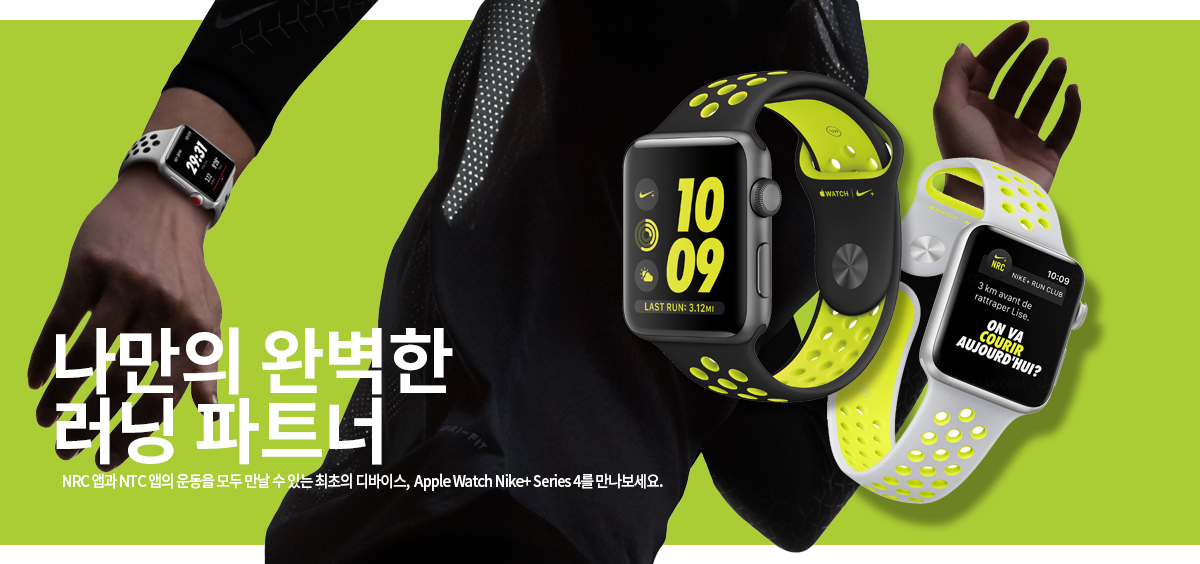 29:31
10
09
LAST RUN: 3.12MI
WATCH
10:09
NRC
NIKE+ RUN CLUB
3 km avant de
rattraper Lise.
ON VA
COURIR
AUJOURD'HUI?
나만의 완벽한
러닝 파트너
NRC 앱과 NTC 앱의 운동을 모두 만날 수 있는 최초의 디바이스, Apple Watch Nike+ Series 4를 만나보세요.